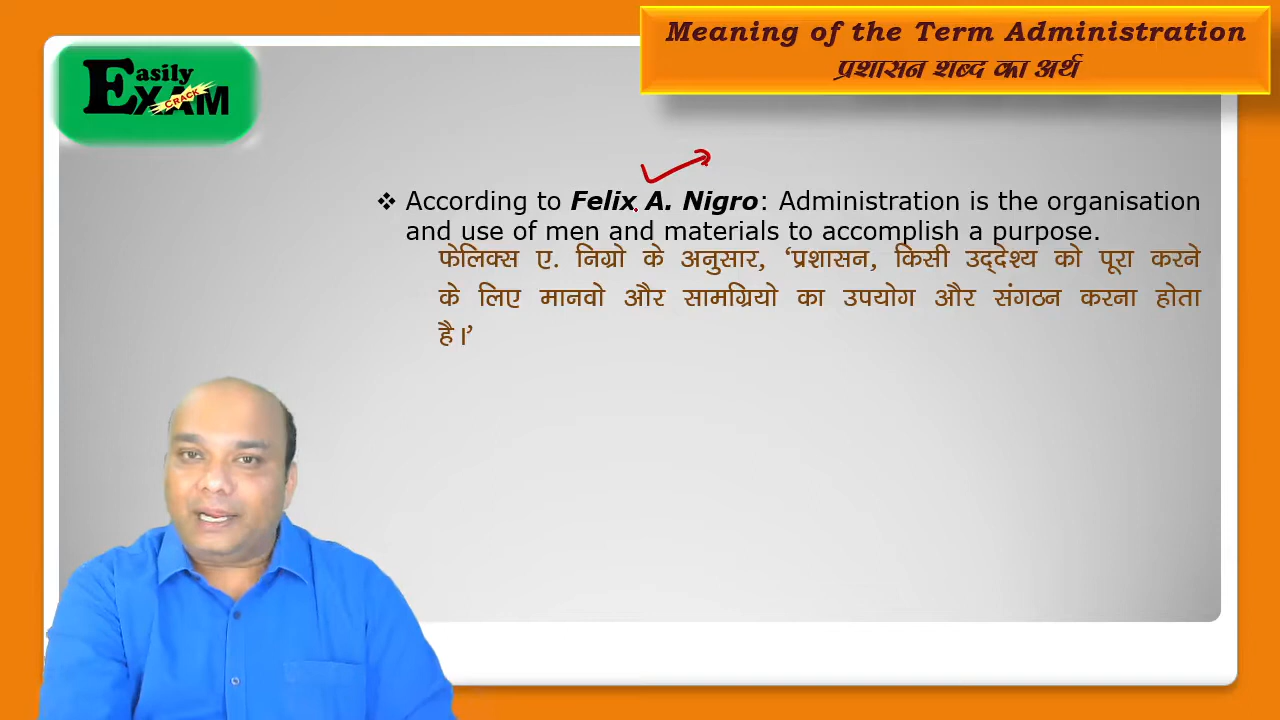 Meaning of the Term Administration
प्रशासन शब्द का अर्थ
Easily
EXAM
CRACK
❖ According to Felix A. Nigro: Administration is the organisation
and use of men and materials to accomplish a purpose.
फेलिक्स ए. निग्रो के अनुसार, ‘प्रशासन, किसी उद्देश्य को पूरा करने
के लिए मानवो और सामग्रियो का उपयोग और संगठन करना होता
है।’